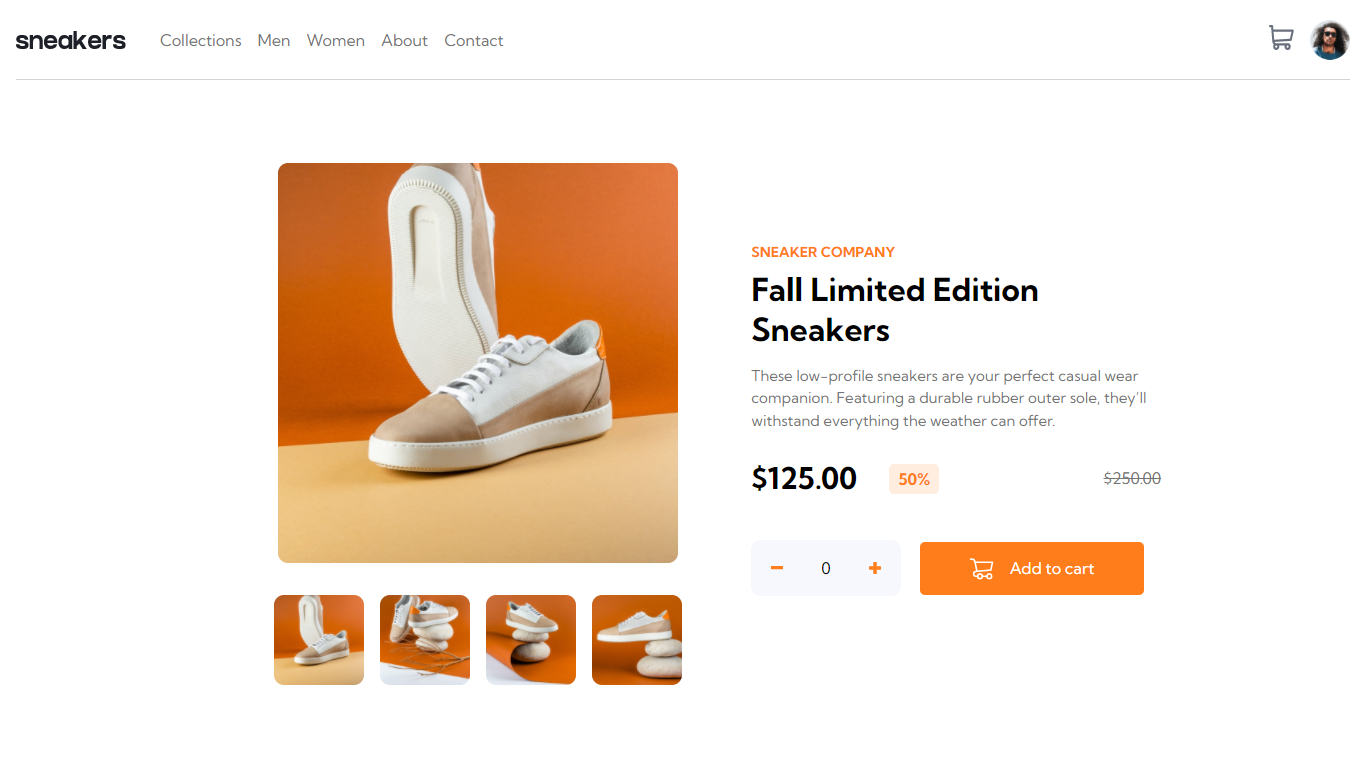 sneakers
Collections Men Women About Contact
SNEAKER COMPANY
Fall Limited Edition
Sneakers
These low-profile sneakers are your perfect casual wear
companion. Featuring a durable rubber outer sole, they'll
withstand everything the weather can offer.
$125.00 50% $250.00
0 Add to cart